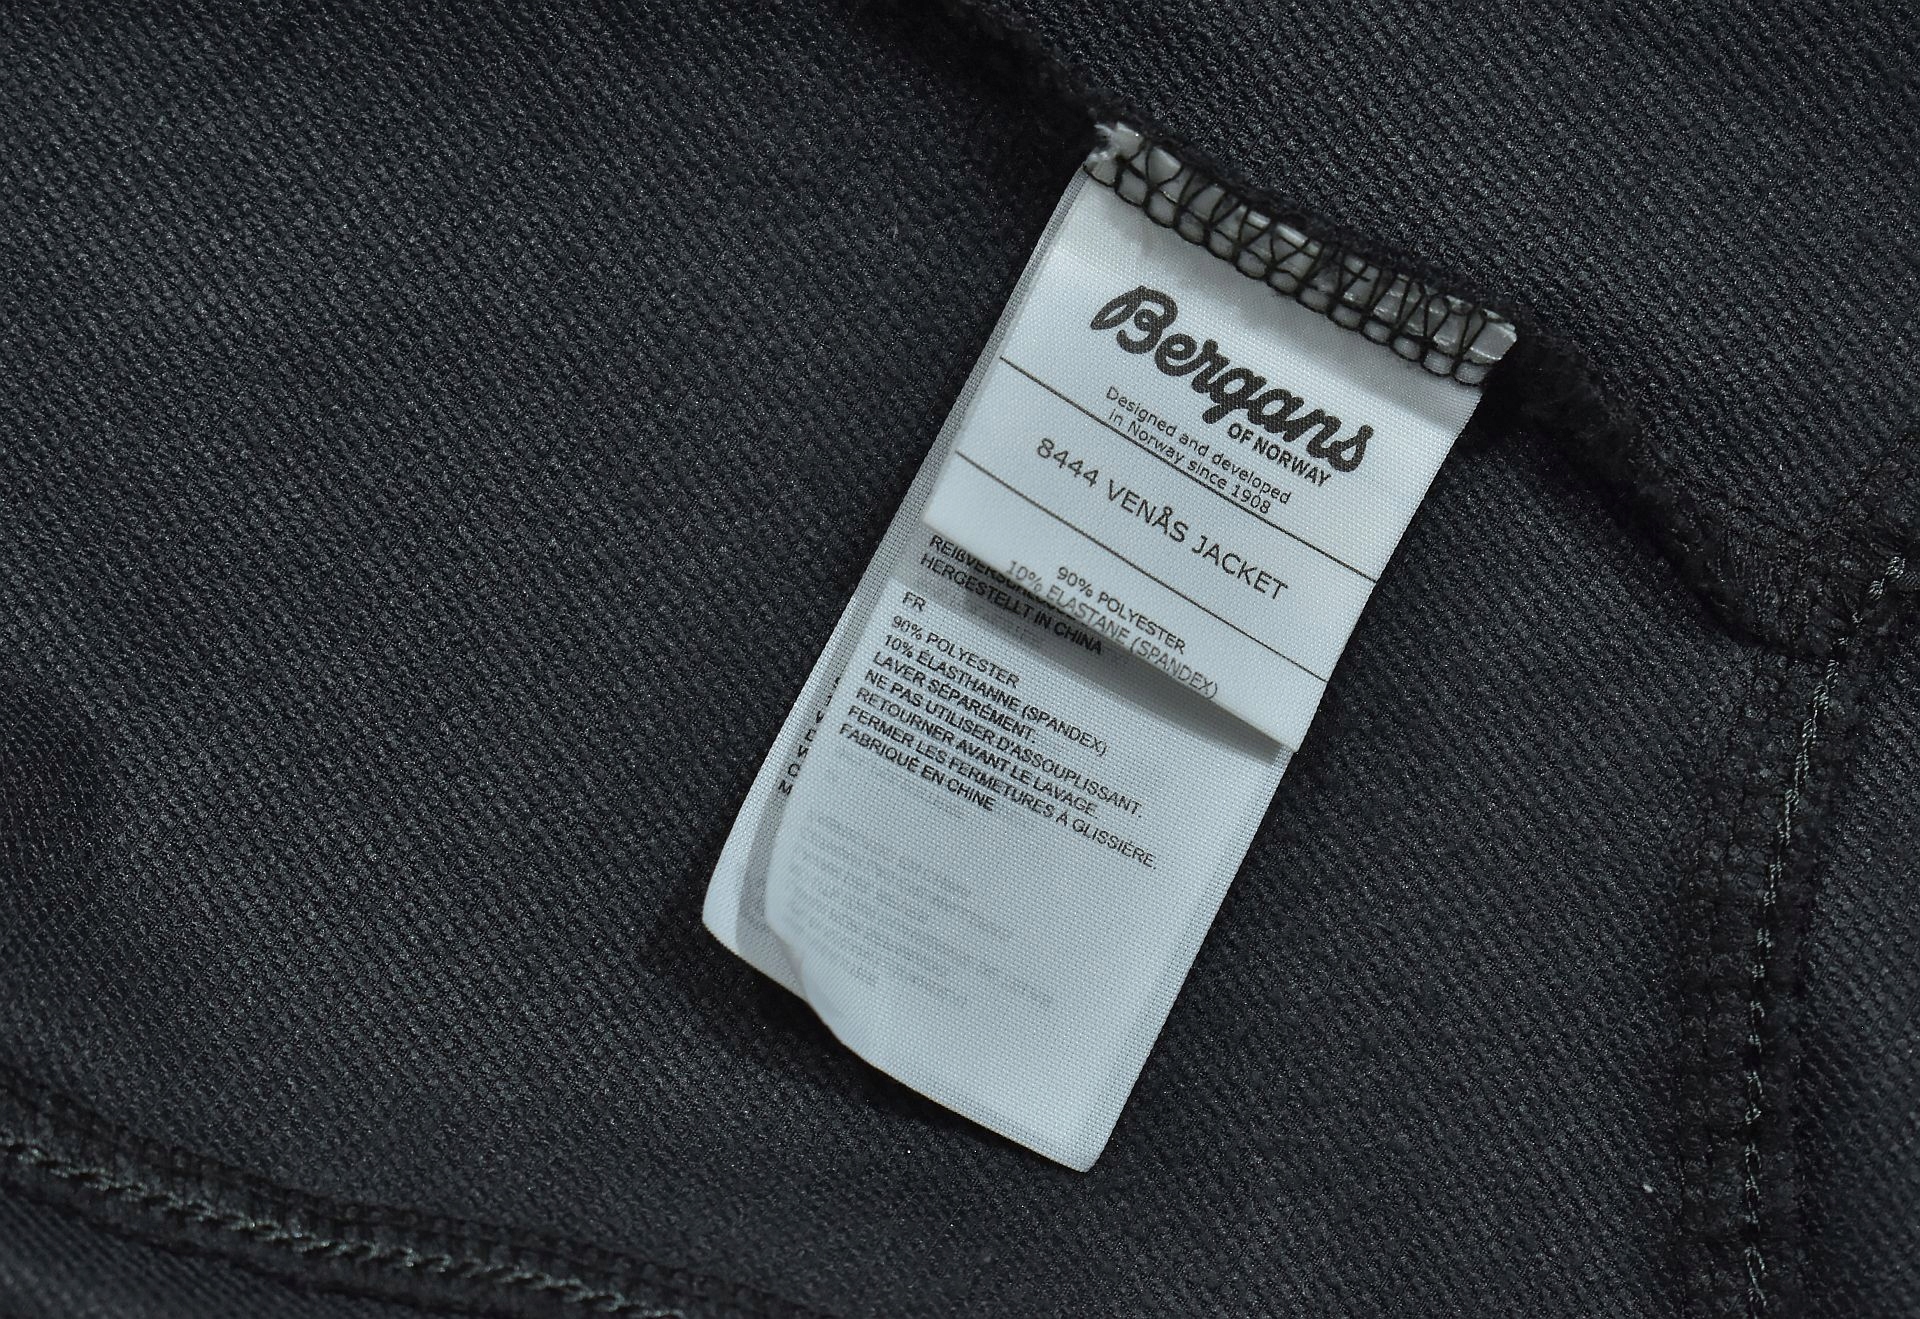 Bergans
OF NORWAY
Designed and developed
in Norway since 1908
8444 VENÅS JACKET
90% POLYESTER
10% ELASTANE (SPANDEX)
HERGESTELLT IN CHINA
FR
90% POLYESTER
10% ÉLASTHANNE (SPANDEX)
LAVER SÉPARÉMENT.
NE PAS UTILISER D'ASSOUPLISSANT.
RETOURNER AVANT LE LAVAGE.
FERMER LES FERMETURES À GLISSIÈRE.
FABRIQUÉ EN CHINE